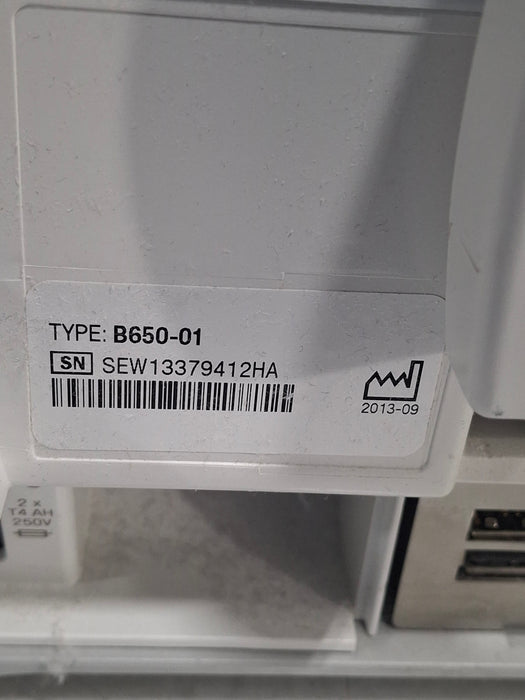 TYPE: B650-01
SN SEW13379412HA
2013-09
2 x
T4 AH
250V